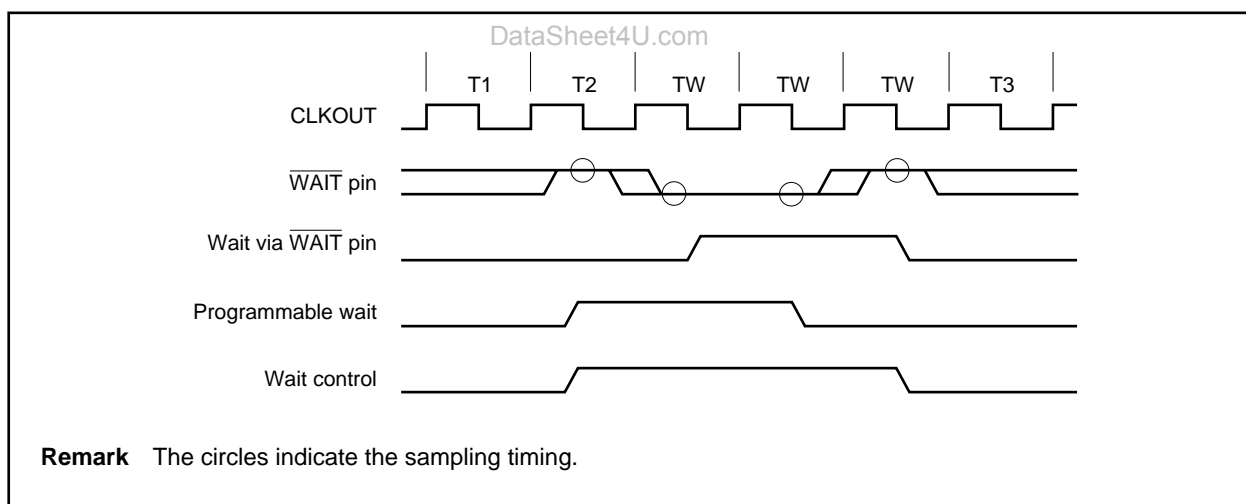 DataSheet4U.com
T1 T2 TW TW TW T3
CLKOUT
WAIT pin
Wait via WAIT pin
Programmable wait
Wait control
Remark The circles indicate the sampling timing.